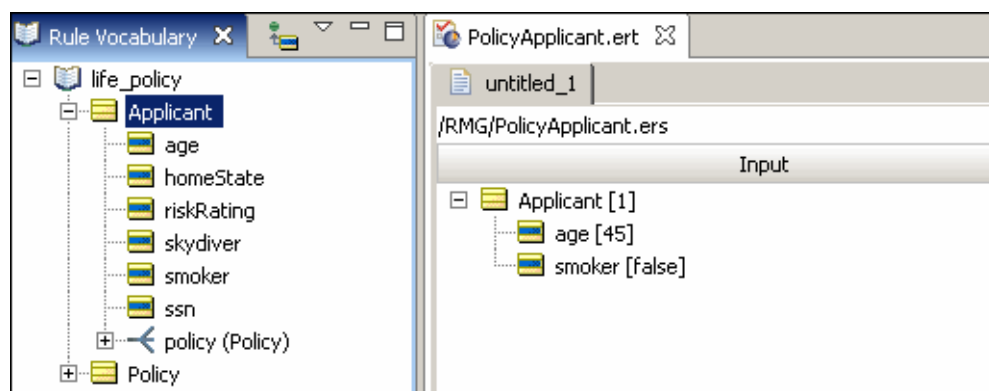 Rule Vocabulary
life_policy
Applicant
age
homeState
riskRating
skydiver
smoker
ssn
policy (Policy)
Policy
PolicyApplicant.ert
untitled_1
/RMG/PolicyApplicant.ers
Input
Applicant [1]
age [45]
smoker [false]